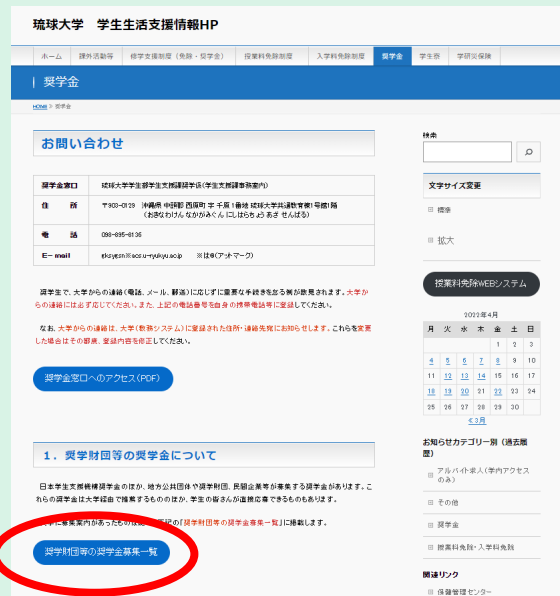 琉球大学 学生生活支援情報HP
ホーム 課外活動等 修学支援制度（免除・奨学金） 授業料免除制度 入学料免除制度 奨学金 学生寮 学研災保険
奨学金
HOME » 奨学金
お問い合わせ
奨学金窓口 琉球大学学生部学生支援課奨学係(学生支援課事務室内)
住 所 〒903-0129 沖縄県 中頭郡 西原町 字 千原 1番地 琉球大学共通教育棟1号館1階
(おきなわけん なかがみぐん にしはらちょう あざ せんばる)
電 話 098-895-8135
E-mail ※は@(アットマーク)
奨学生で、大学からの連絡(電話、メール、郵送)に応じずに重要な手続きを怠る例が散見されます。大学か
らの連絡には必ず応じてください。また、上記の電話番号を自身の携帯電話等に登録してください。
なお、大学からの連絡は、大学(教務システム)に登録された住所・連絡先宛にお知らせします。これらを変更
した場合はその都度、登録内容を修正してください。
奨学金窓口へのアクセス(PDF)
1．奨学財団等の奨学金について
日本学生支援機構奨学金のほか、地方公共団体や奨学財団、民間企業等が募集する奨学金があります。こ
れらの奨学金は大学経由で推薦するもののほか、学生の皆さんが直接応募できるものもあります。
に募集案内があったもの 記の『奨学財団等の奨学金募集一覧』に掲載します。
奨学財団等の奨学金募集一覧
検索
文字サイズ変更
標準
拡大
授業料免除WEBシステム
2022年4月
月 火 水 木 金 土 日
1 2 3
4 5 6 7 8 9 10
11 12 13 14 15 16 17
18 19 20 21 22 23 24
25 26 27 28 29 30
« 3月
お知らせカテゴリー別（過去履
歴）
アルバイト求人(学内アクセス
のみ)
その他
奨学金
授業料免除・入学料免除
関連リンク
保健管理センター